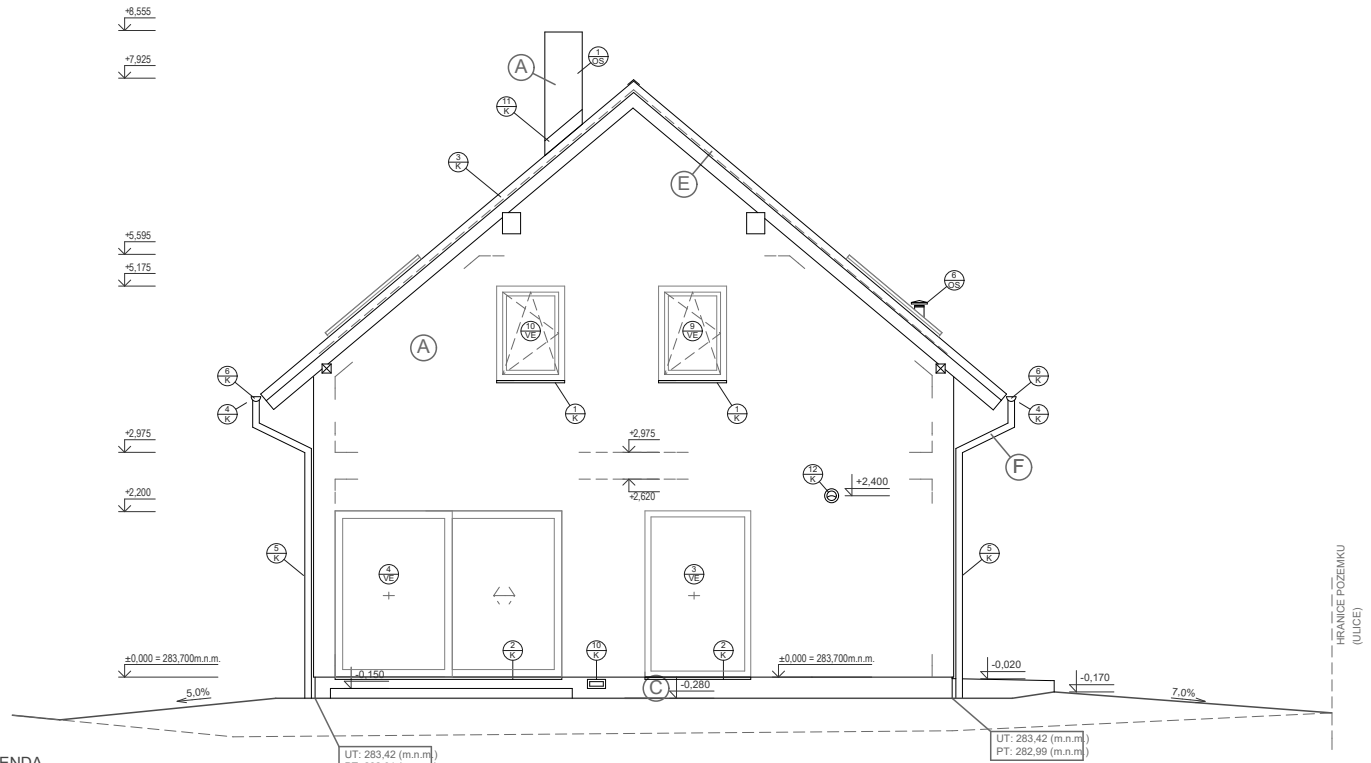 +8,555
+7,925
A
1
OS
11
K
3
K
E
+5,595
+5,175
6
OS
10
VE
9
VE
A
6
K
4
K
1
K
1
K
6
K
4
K
+2,975
+2,975
F
12
K
+2,400
+2,200
+2,620
5
K
5
K
4
VE
3
VE
HRANICE POZEMKU
(ULICE)
±0,000 = 283,700m.n.m.
2
K
10
K
2
K
±0,000 = 283,700m.n.m.
-0,020
-0,150
C
-0,280
-0,170
5.0%
7.0%
UT: 283,42 (m.n.m.)
UT: 283,42 (m.n.m.)
PT: 282,99 (m.n.m.)
ENDA